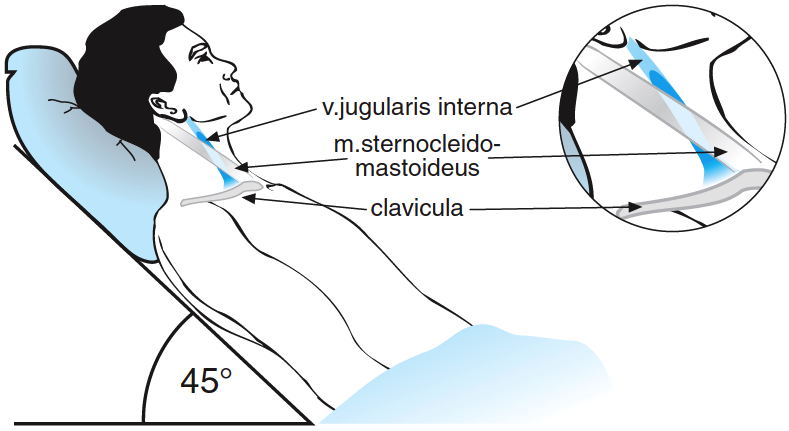 v.jugularis interna
m.sternocleido-
mastoideus
clavicula
45°